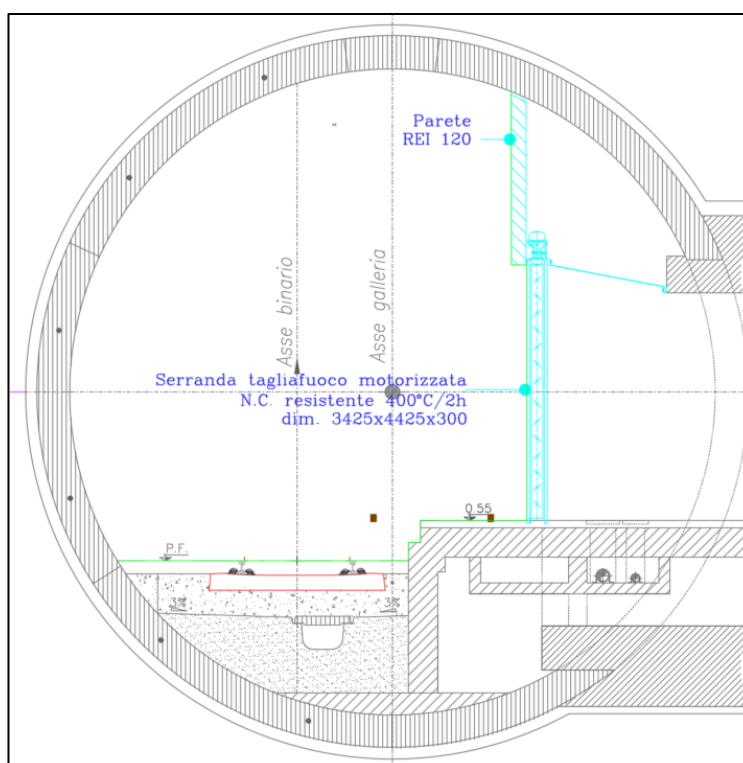 Parete
REI 120
Asse binario
Asse galleria
Serranda tagliafuoco motorizzata
N.C. resistente 400°C/2h
dim. 3425x4425x300
0.55
P.F.
3%
3%